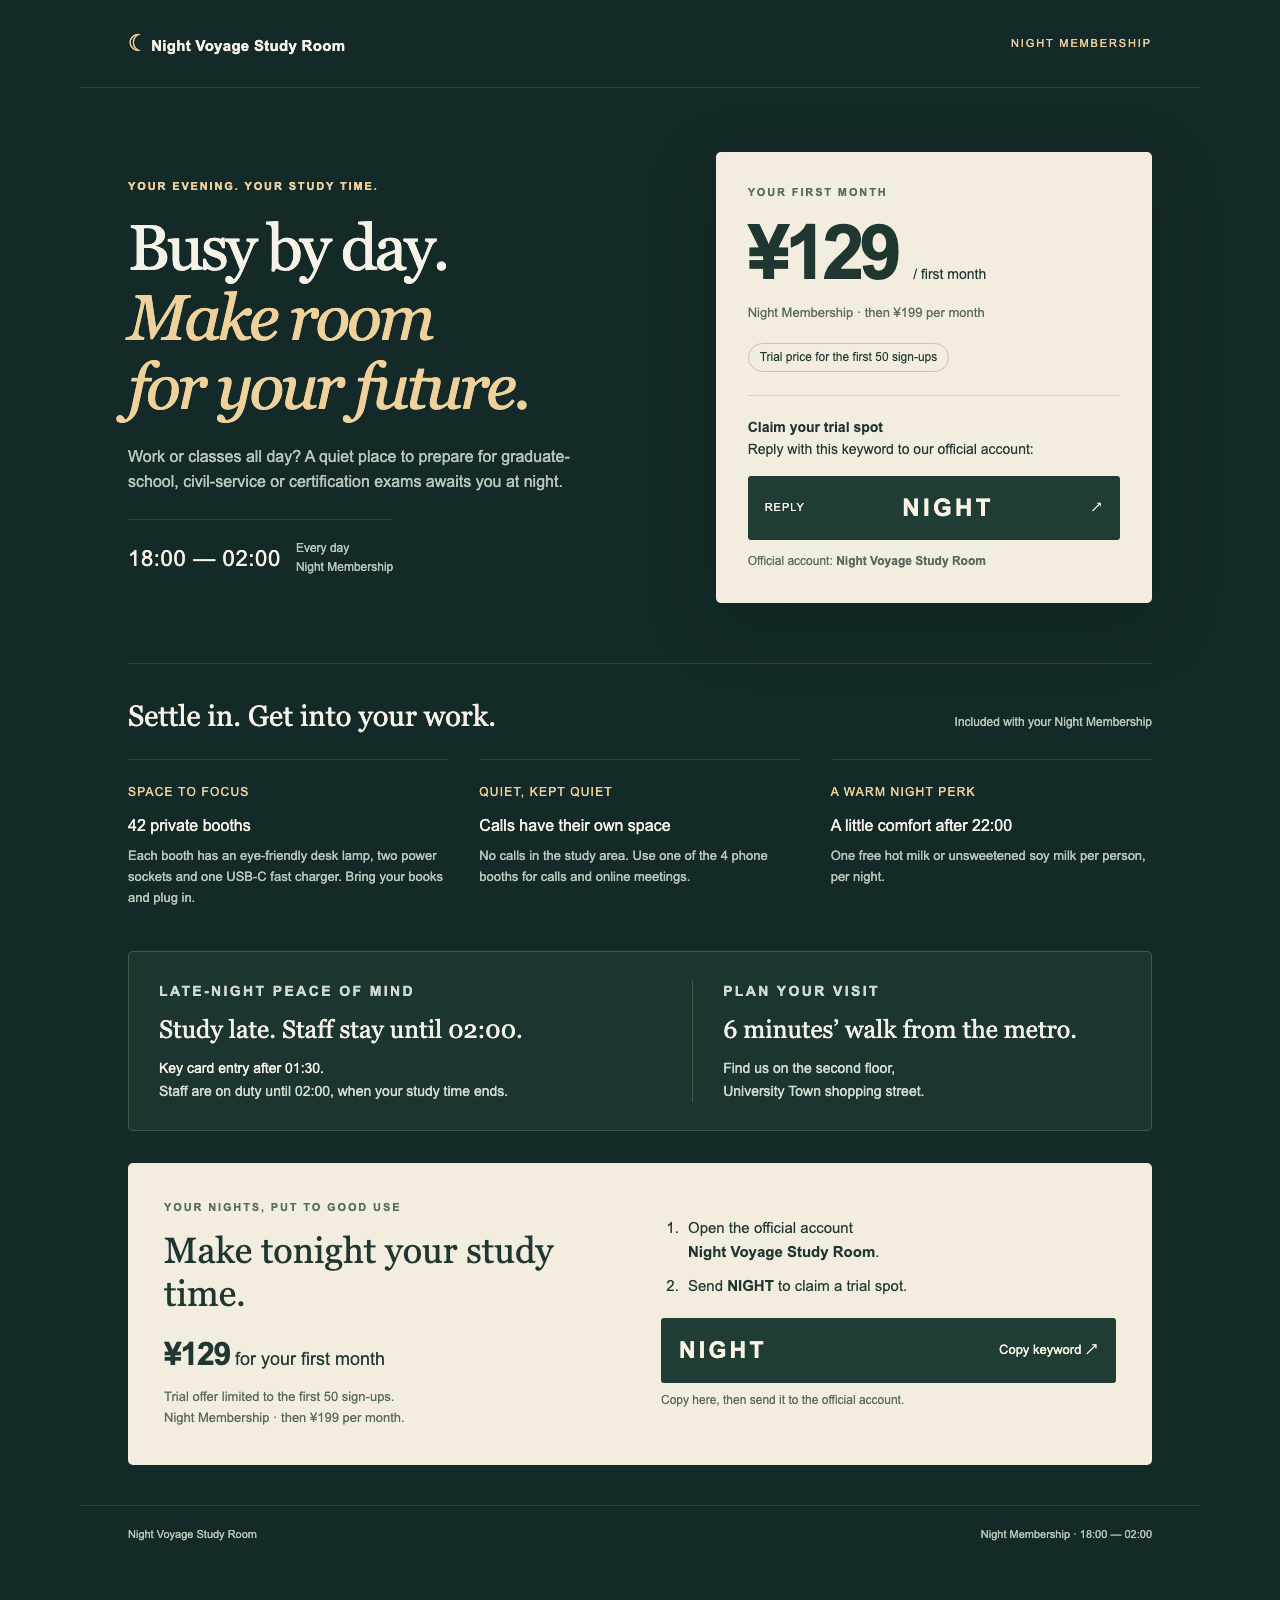 Night Voyage Study Room
NIGHT MEMBERSHIP
YOUR EVENING. YOUR STUDY TIME.
Busy by day.
Make room
for your future.
Work or classes all day? A quiet place to prepare for graduate-
school, civil-service or certification exams awaits you at night.
18:00 — 02:00
Every day
Night Membership
YOUR FIRST MONTH
¥129 / first month
Night Membership · then ¥199 per month
Trial price for the first 50 sign-ups
Claim your trial spot
Reply with this keyword to our official account:
REPLY NIGHT ↗
Official account: Night Voyage Study Room
Settle in. Get into your work.
Included with your Night Membership
SPACE TO FOCUS
42 private booths
Each booth has an eye-friendly desk lamp, two power
sockets and one USB-C fast charger. Bring your books
and plug in.
QUIET, KEPT QUIET
Calls have their own space
No calls in the study area. Use one of the 4 phone
booths for calls and online meetings.
A WARM NIGHT PERK
A little comfort after 22:00
One free hot milk or unsweetened soy milk per person,
per night.
LATE-NIGHT PEACE OF MIND
Study late. Staff stay until 02:00.
Key card entry after 01:30.
Staff are on duty until 02:00, when your study time ends.
PLAN YOUR VISIT
6 minutes’ walk from the metro.
Find us on the second floor,
University Town shopping street.
YOUR NIGHTS, PUT TO GOOD USE
Make tonight your study
time.
¥129 for your first month
Trial offer limited to the first 50 sign-ups.
Night Membership · then ¥199 per month.
1. Open the official account
Night Voyage Study Room.
2. Send NIGHT to claim a trial spot.
NIGHT Copy keyword ↗
Copy here, then send it to the official account.
Night Voyage Study Room
Night Membership · 18:00 — 02:00